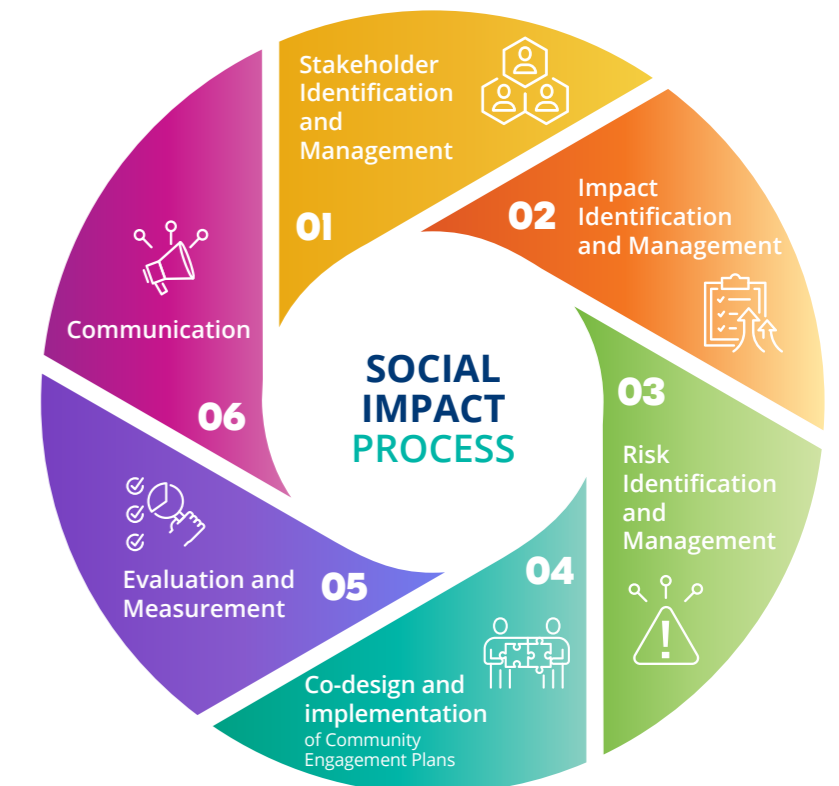 Stakeholder
Identification
and
Management
01
02
Impact
Identification
and Management
03
Risk
Identification
and
Management
04
Co-design and
implementation
of Community
Engagement Plans
05
Evaluation and
Measurement
06
Communication
SOCIAL
IMPACT
PROCESS